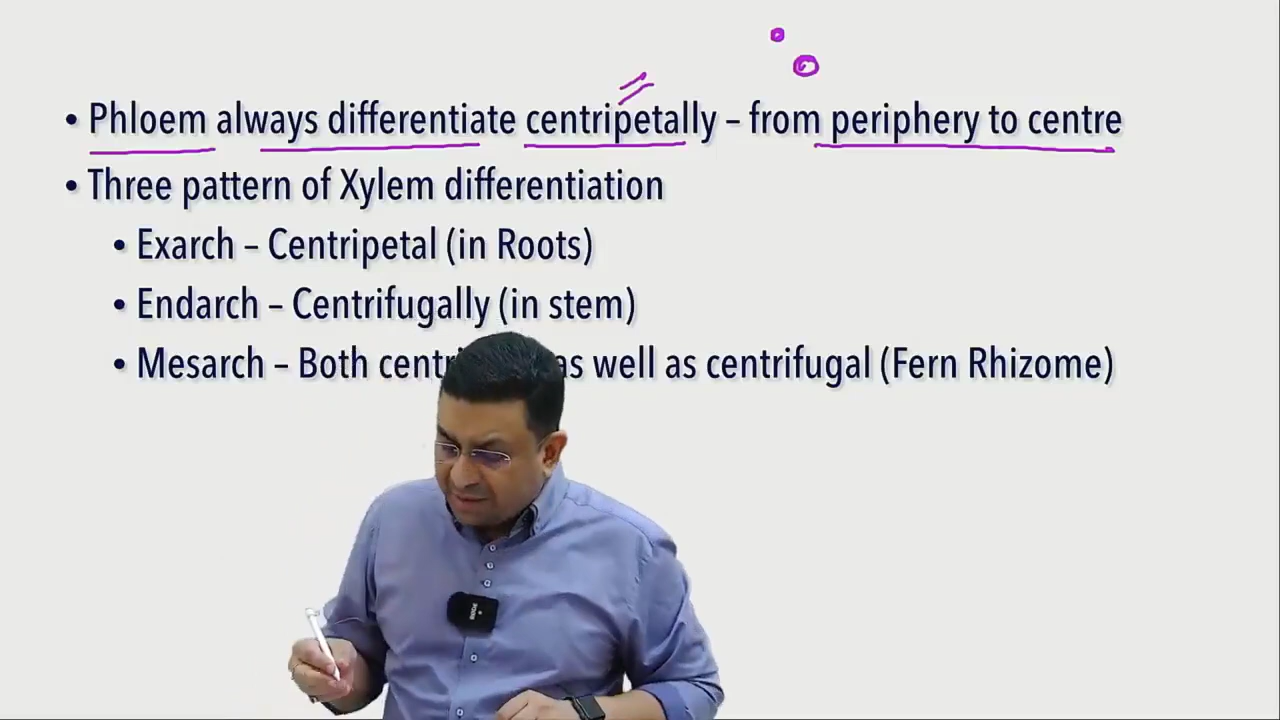 • Phloem always differentiate centripetally – from periphery to centre
• Three pattern of Xylem differentiation
• Exarch – Centripetal (in Roots)
• Endarch – Centrifugally (in stem)
• Mesarch – Both as well as centrifugal (Fern Rhizome)